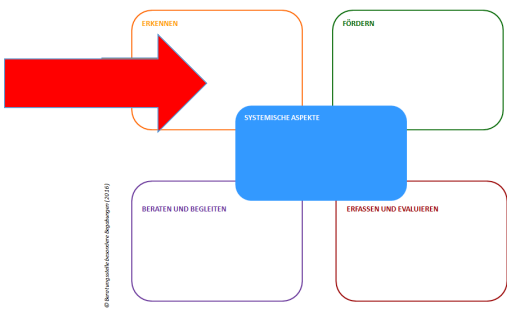 ERKENNEN
FÖRDERN
SYSTEMISCHE ASPEKTE
BERATEN UND BEGLEITEN
ERFASSEN UND EVALUIEREN
© Beratungsstelle besondere Begabungen (2016)